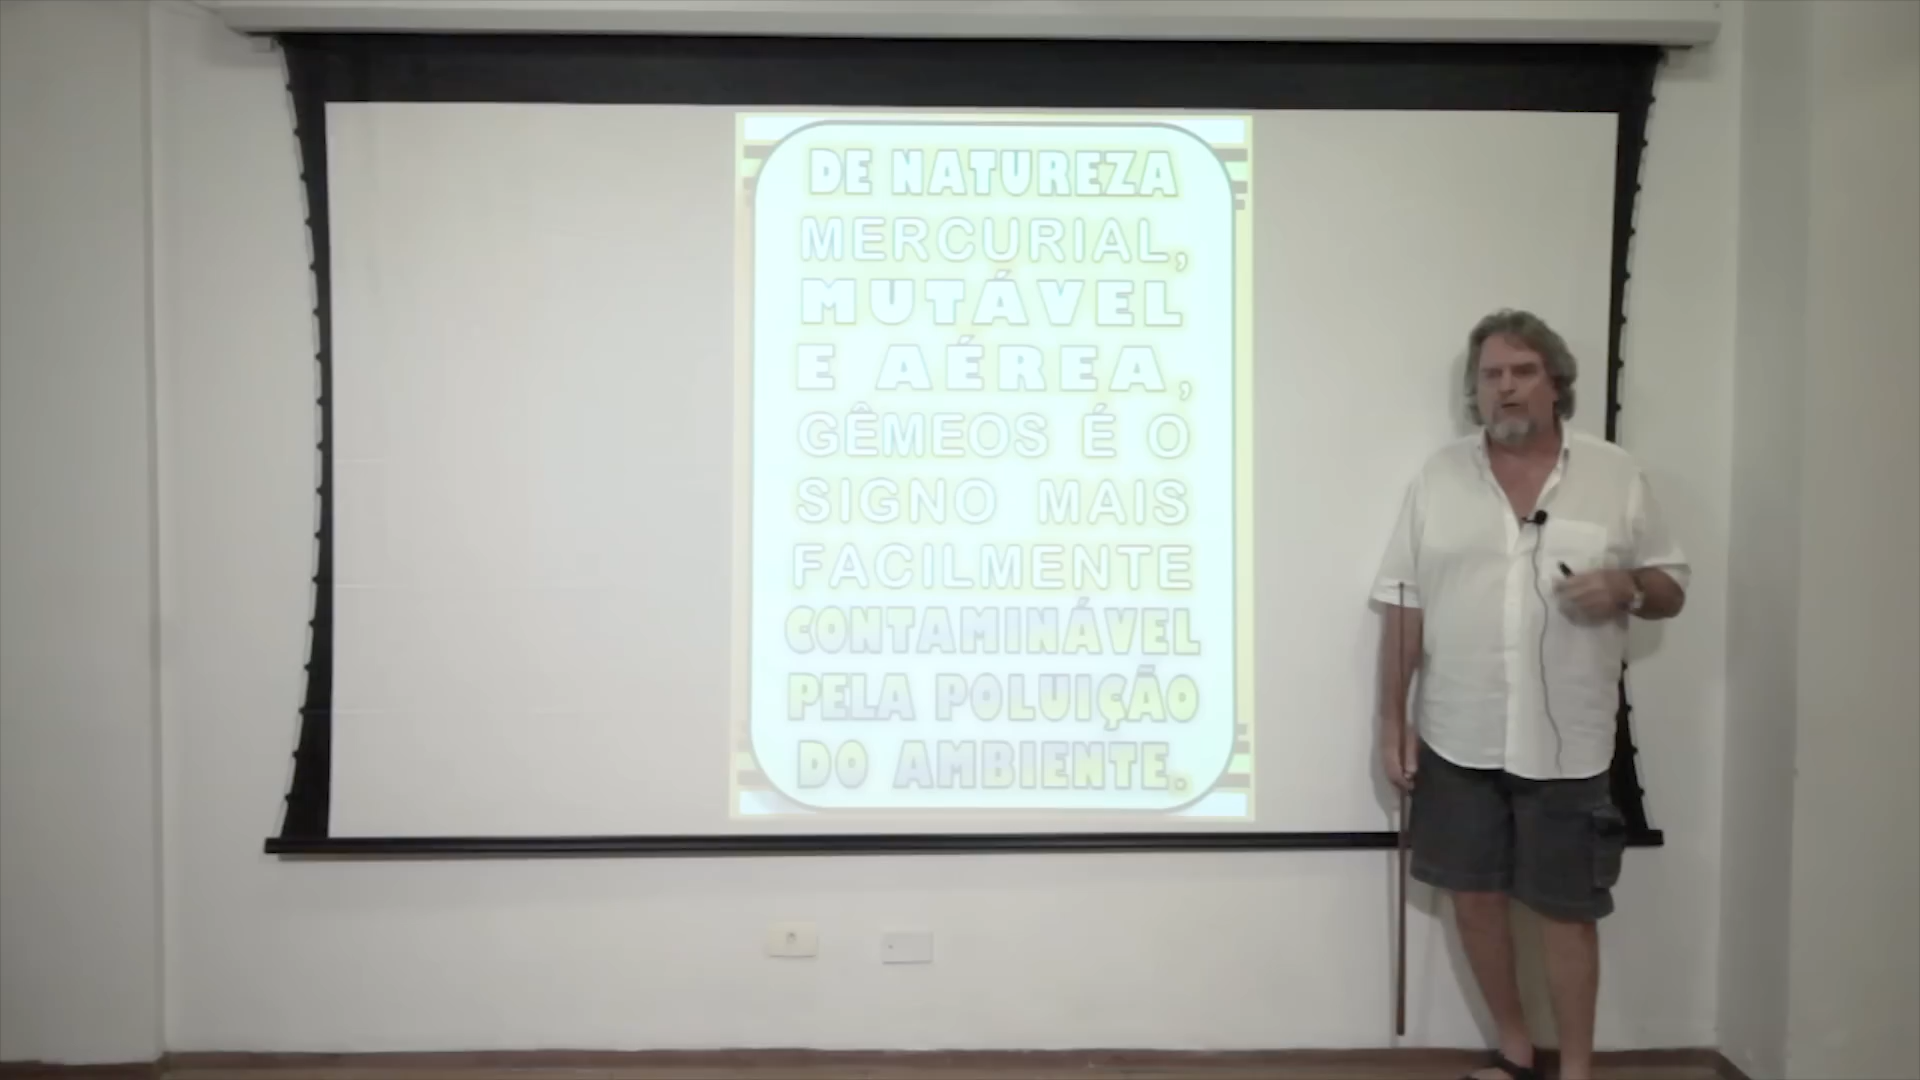 DE NATUREZA
MERCURIAL,
MUTÁVEL
E AÉREA,
GÊMEOS É O
SIGNO MAIS
FACILMENTE
CONTAMINÁVEL
PELA POLUIÇÃO
DO AMBIENTE.